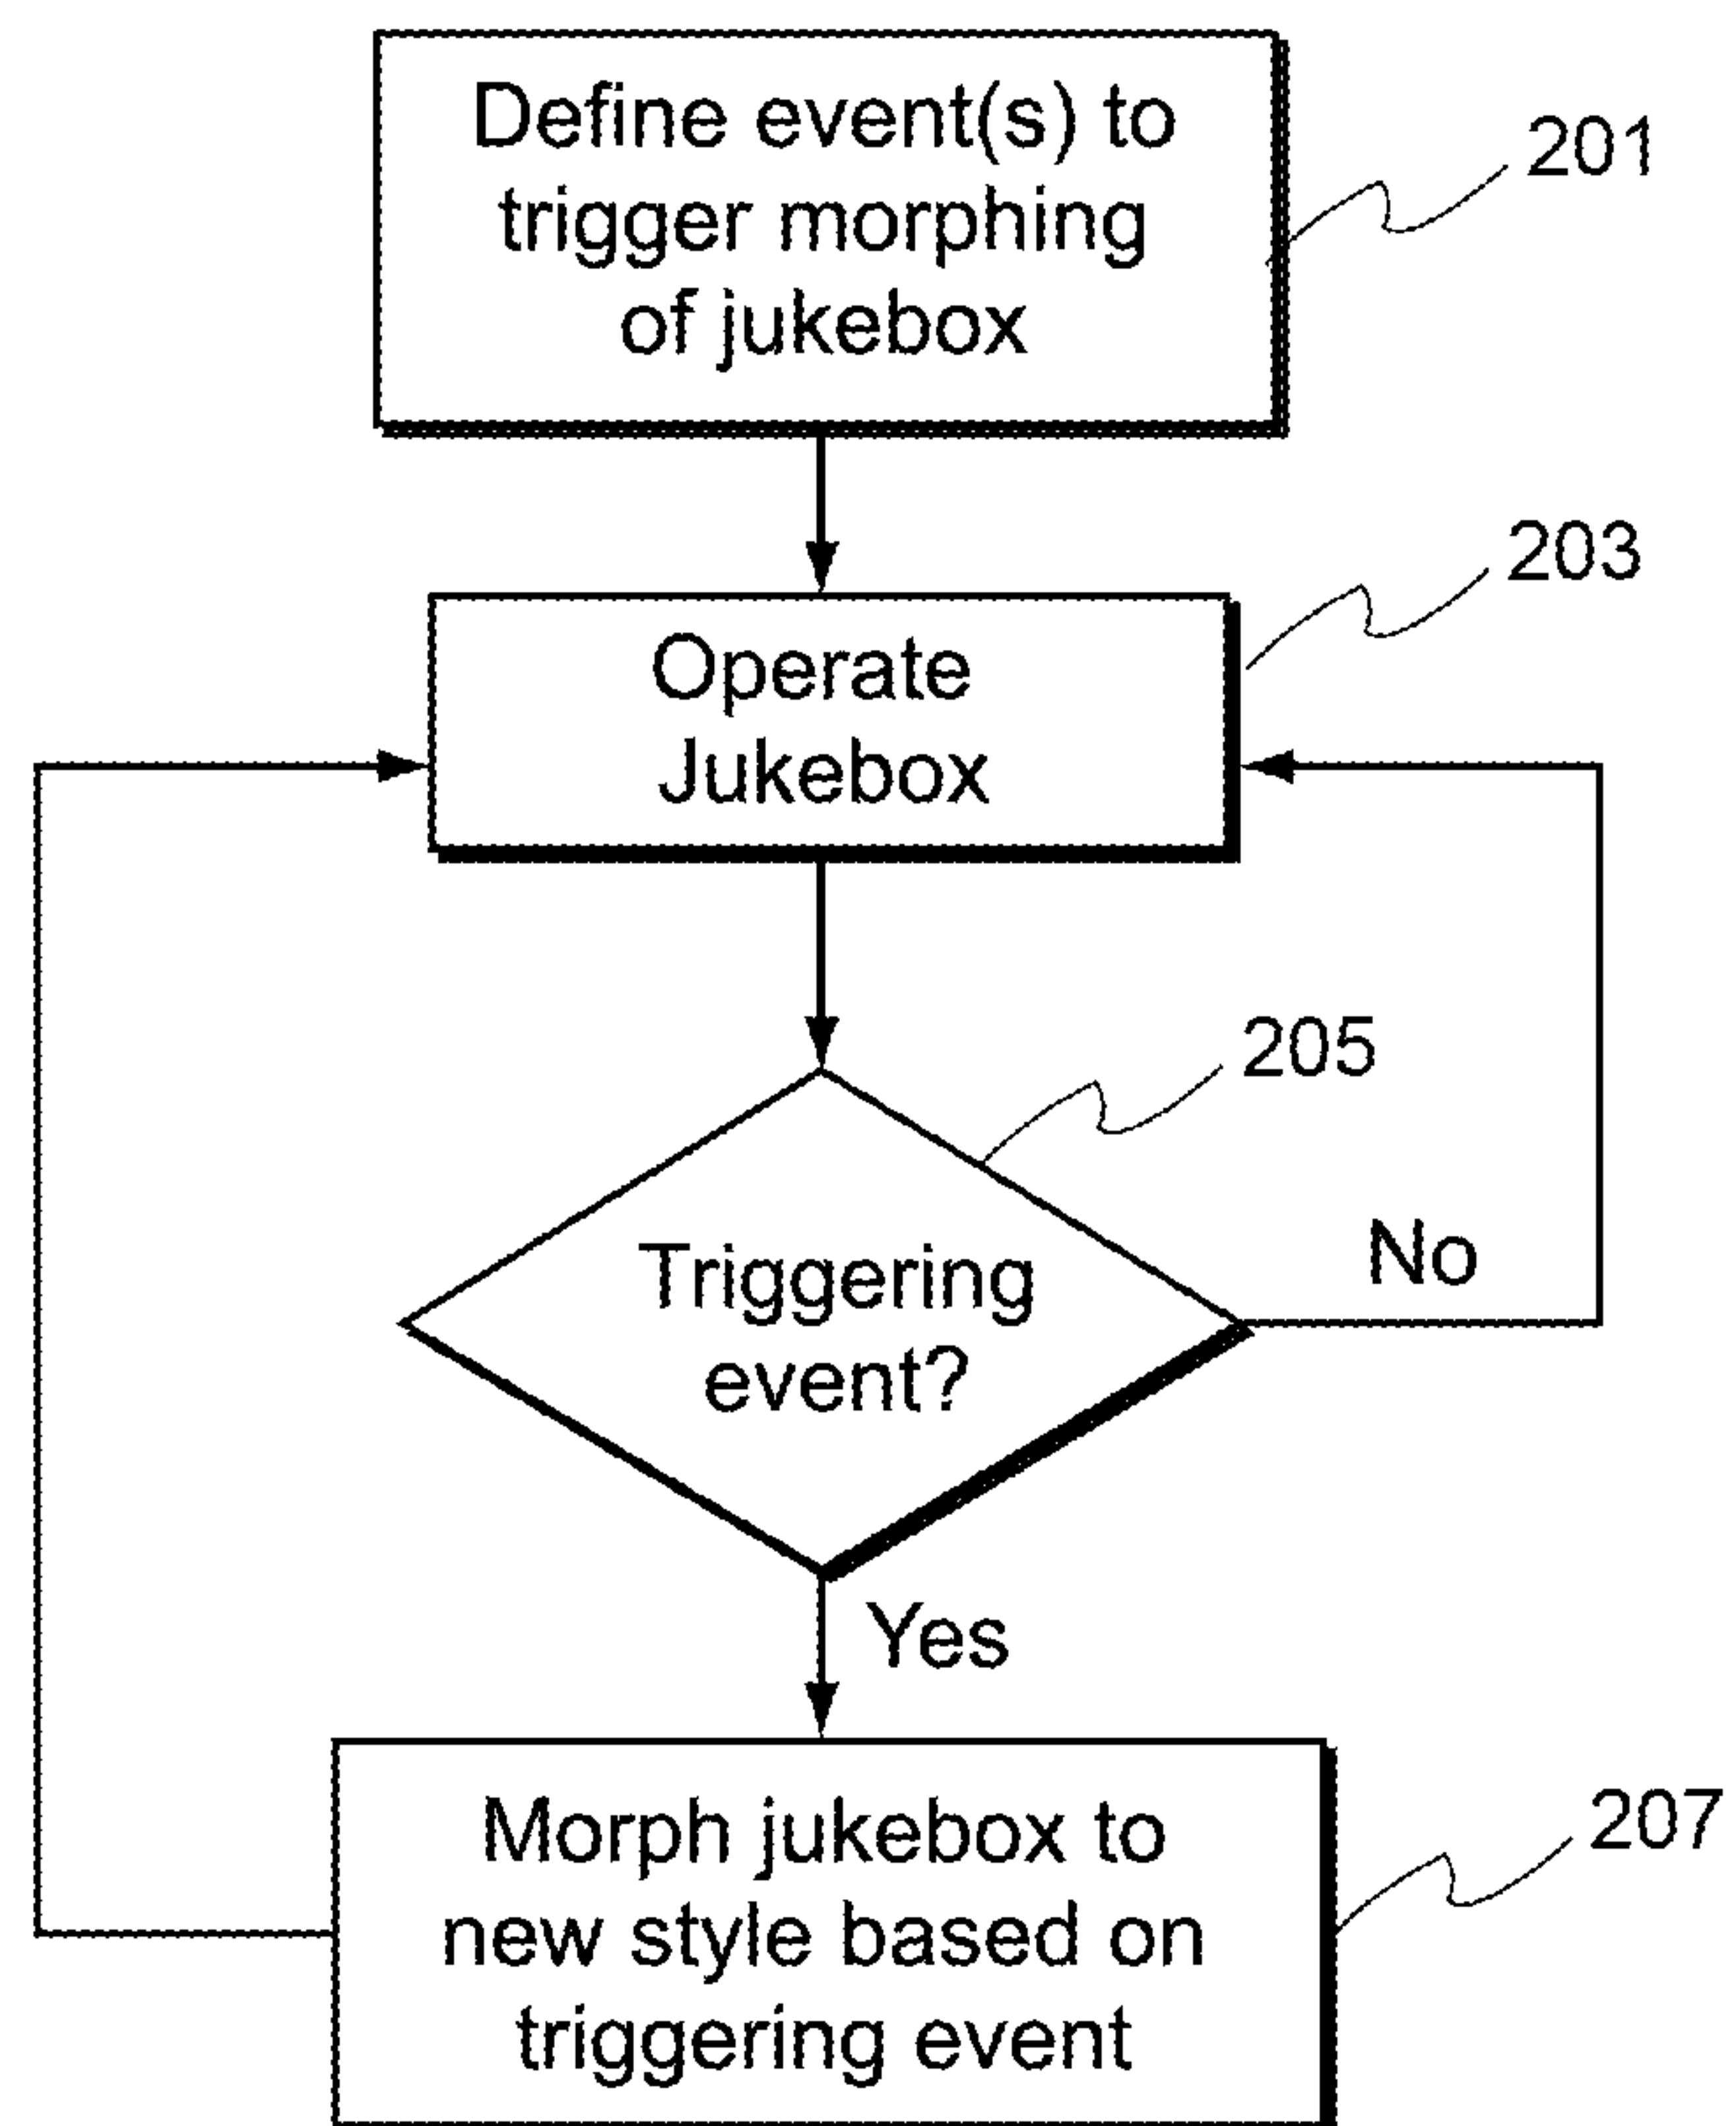 Define event(s) to
trigger morphing
of jukebox
201
203
Operate
Jukebox
205
Triggering
event?
No
Yes
Morph jukebox to
new style based on
triggering event
207